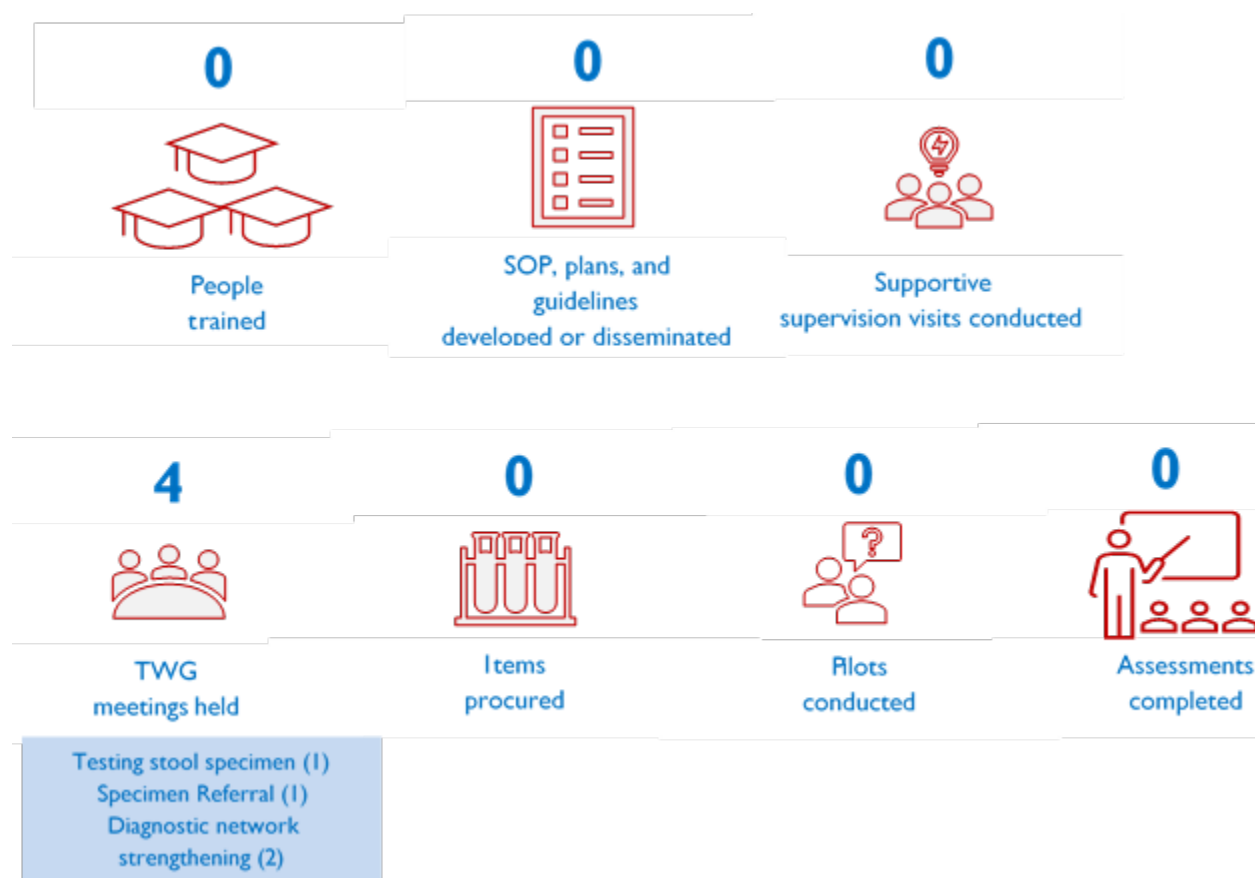 0
0
0
People
trained
SOP, plans, and
guidelines
developed or disseminated
Supportive
supervision visits conducted
4
0
0
0
?
TWG
meetings held
Items
procured
Pilots
conducted
Assessments
completed
Testing stool specimen (1)
Specimen Referral (1)
Diagnostic network
strengthening (2)